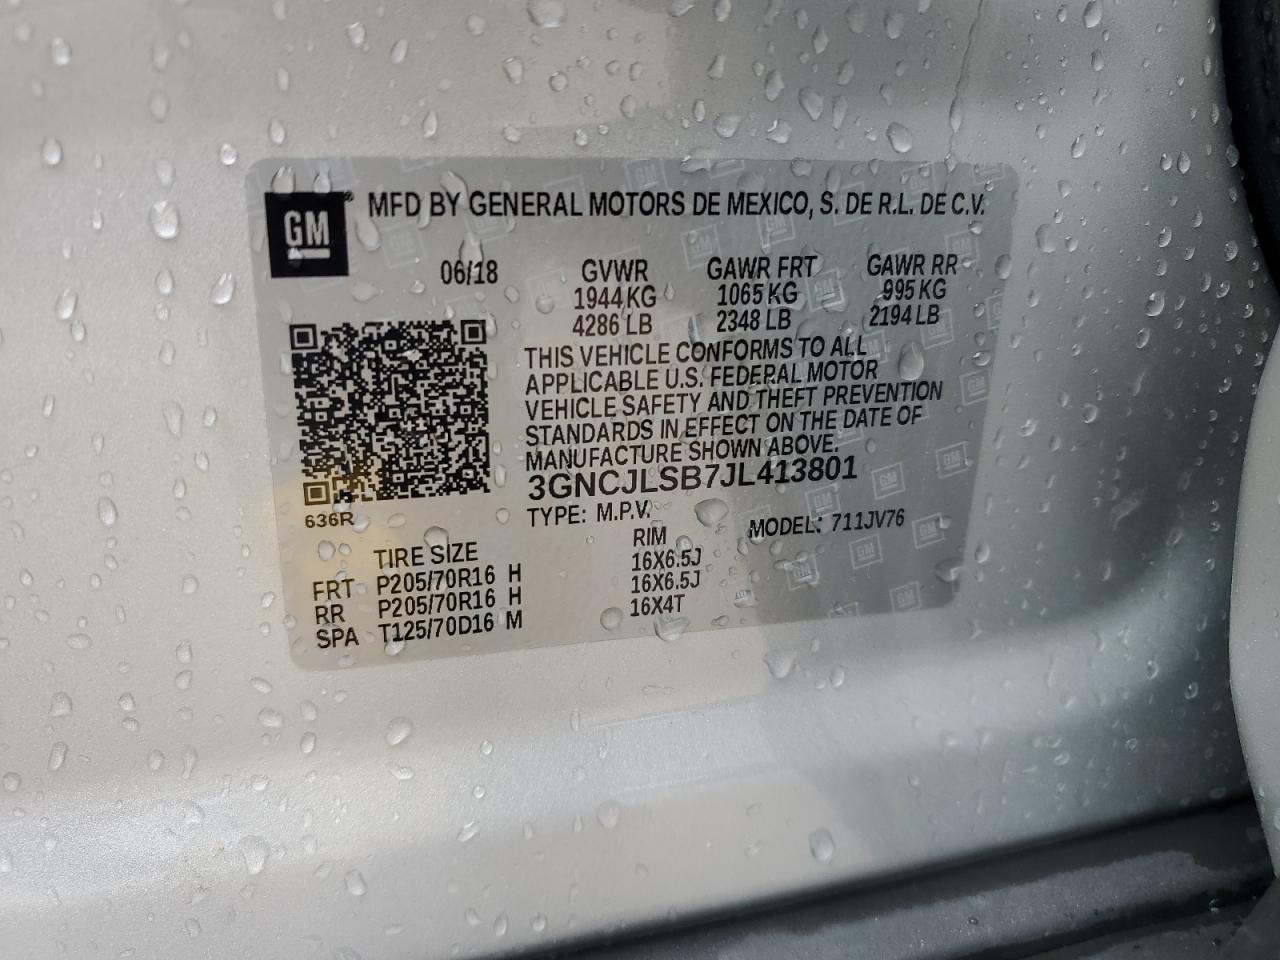 GM
MFD BY GENERAL MOTORS DE MEXICO, S. DE R.L. DE C.V.
06/18 GVWR GAWR FRT GAWR RR
1944 KG 1065 KG 995 KG
4286 LB 2348 LB 2194 LB
THIS VEHICLE CONFORMS TO ALL
APPLICABLE U.S. FEDERAL MOTOR
VEHICLE SAFETY AND THEFT PREVENTION
STANDARDS IN EFFECT ON THE DATE OF
MANUFACTURE SHOWN ABOVE.
3GNCJLSB7JL413801
636R
TYPE: M.P.V. MODEL: 711JV76
TIRE SIZE RIM
FRT P205/70R16 H 16X6.5J
RR P205/70R16 H 16X6.5J
SPA T125/70D16 M 16X4T